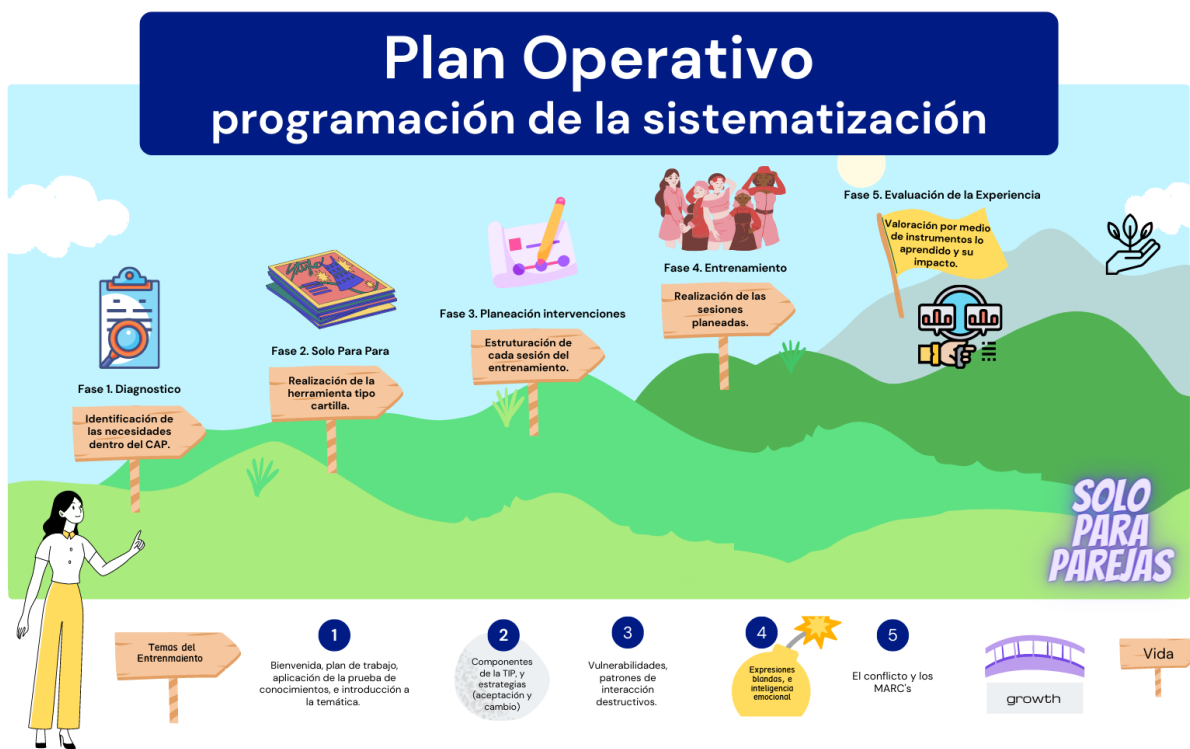 Plan Operativo
programación de la sistematización
Fase 1. Diagnostico
Identificación de
las necesidades
dentro del CAP.
Fase 2. Solo Para Para
Realización de la
herramienta tipo
cartilla.
Fase 3. Planeación intervenciones
Estruturación de
cada sesión del
entrenamiento.
Fase 4. Entrenamiento
Realización de las
sesiones
planeadas.
Fase 5. Evaluación de la Experiencia
Valoración por medio
de instrumentos lo
aprendido y su
impacto.
SOLO
PARA
PAREJAS
Temas del
Entrenmaiento
1
Bienvenida, plan de trabajo,
aplicación de la prueba de
conocimientos, e introducción a
la temática.
2
Componentes
de la TIP, y
estrategias
(aceptación y
cambio)
3
Vulnerabilidades,
patrones de
interacción
destructivos.
4
Expresiones
blandas, e
inteligencia
emocional
5
El conflicto y los
MARC's
growth
Vida